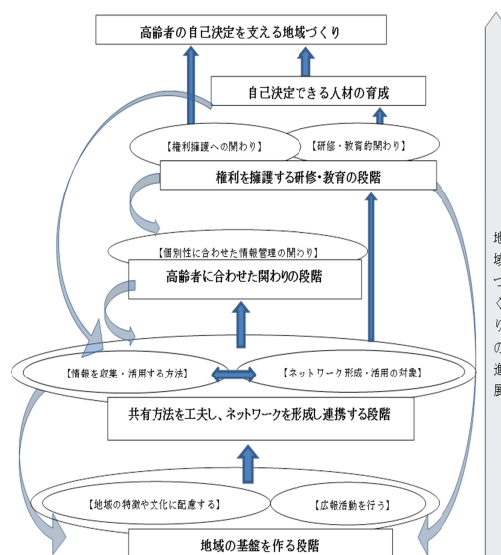 高齢者の自己決定を支える地域づくり
自己決定できる人材の育成
【権利擁護への関わり】
【研修・教育的関わり】
権利を擁護する研修・教育の段階
【個別性に合わせた情報管理の関わり】
高齢者に合わせた関わりの段階
【情報を収集・活用する方法】
【ネットワーク形成・活用の対象】
共有方法を工夫し、ネットワークを形成し連携する段階
【地域の特徴や文化に配慮する】
【広報活動を行う】
地域の基盤を作る段階
地域づくりの進展